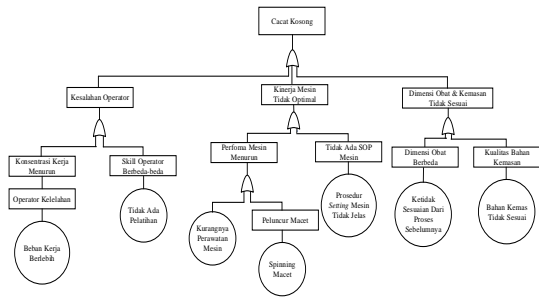 Cacat Kosong
Kesalahan Operator
Kinerja Mesin
Tidak Optimal
Dimensi Obat & Kemasan
Tidak Sesuai
Konsentrasi Kerja
Menurun
Skill Operator
Berbeda-beda
Perfoma Mesin
Menurun
Tidak Ada SOP
Mesin
Dimensi Obat
Berbeda
Kualitas Bahan
Kemasan
Operator Kelelahan
Tidak Ada
Pelatihan
Beban Kerja
Berlebih
Kurangnya
Perawatan
Mesin
Peluncur Macet
Spinning
Macet
Prosedur
Setting Mesin
Tidak Jelas
Ketidak
Sesuaian Dari
Proses
Sebelumnya
Bahan Kemas
Tidak Sesuai